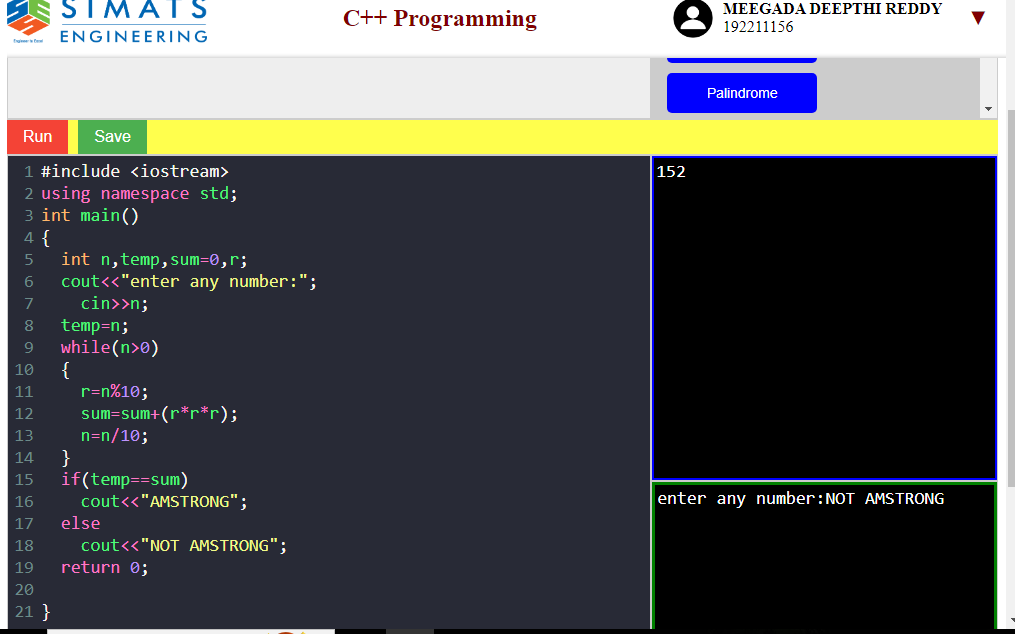 SIMATS
ENGINEERING
Engineer to Excel
C++ Programming
MEEGADA DEEPTHI REDDY
192211156
Palindrome
Run
Save
1 #include <iostream>
2 using namespace std;
3 int main()
4 {
5 int n,temp,sum=0,r;
6 cout<<"enter any number:";
7 cin>>n;
8 temp=n;
9 while(n>0)
10 {
11 r=n%10;
12 sum=sum+(r*r*r);
13 n=n/10;
14 }
15 if(temp==sum)
16 cout<<"AMSTRONG";
17 else
18 cout<<"NOT AMSTRONG";
19 return 0;
20
21 }
152
enter any number:NOT AMSTRONG